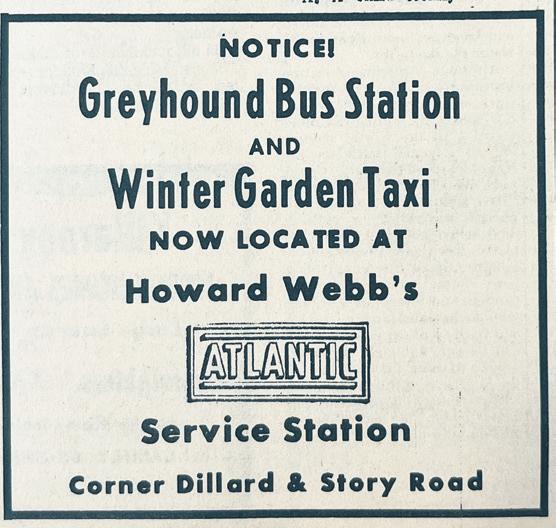 NOTICE!
Greyhound Bus Station
AND
Winter Garden Taxi
NOW LOCATED AT
Howard Webb's
ATLANTIC
Service Station
Corner Dillard & Story Road